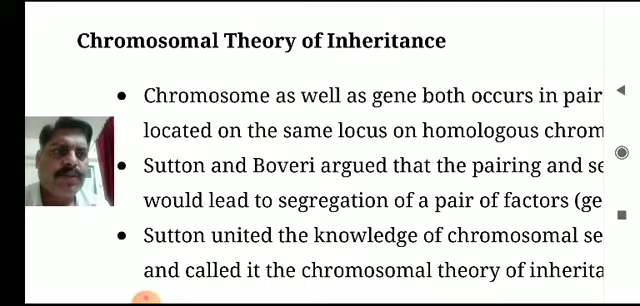 Chromosomal Theory of Inheritance
• Chromosome as well as gene both occurs in pair
located on the same locus on homologous chrom
• Sutton and Boveri argued that the pairing and se
would lead to segregation of a pair of factors (ge
• Sutton united the knowledge of chromosomal se
and called it the chromosomal theory of inherita